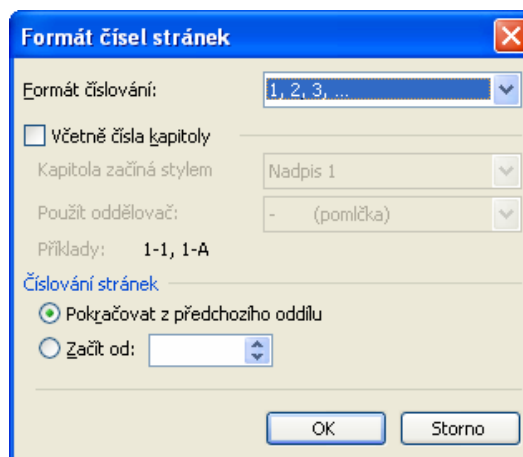 Formát čísel stránek
Formát číslování: 1, 2, 3, ...
Včetně čísla kapitoly
Kapitola začíná stylem Nadpis 1
Použít oddělovač: - (pomlčka)
Příklady: 1-1, 1-A
Číslování stránek
Pokračovat z předchozího oddílu
Začít od:
OK Storno